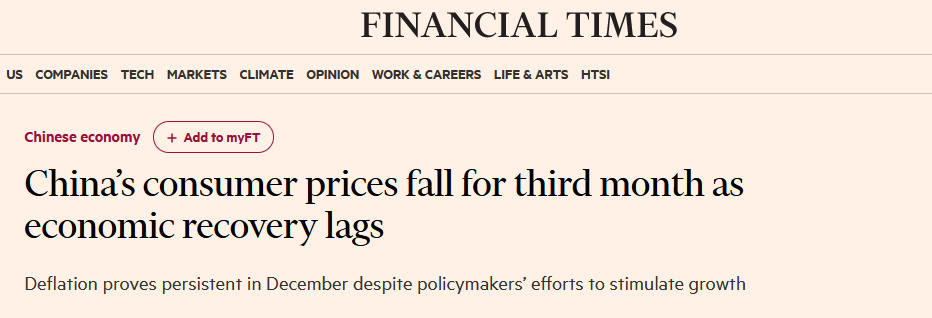 FINANCIAL TIMES
US COMPANIES TECH MARKETS CLIMATE OPINION WORK & CAREERS LIFE & ARTS HTSI
Chinese economy + Add to myFT
China’s consumer prices fall for third month as
economic recovery lags
Deflation proves persistent in December despite policymakers’ efforts to stimulate growth